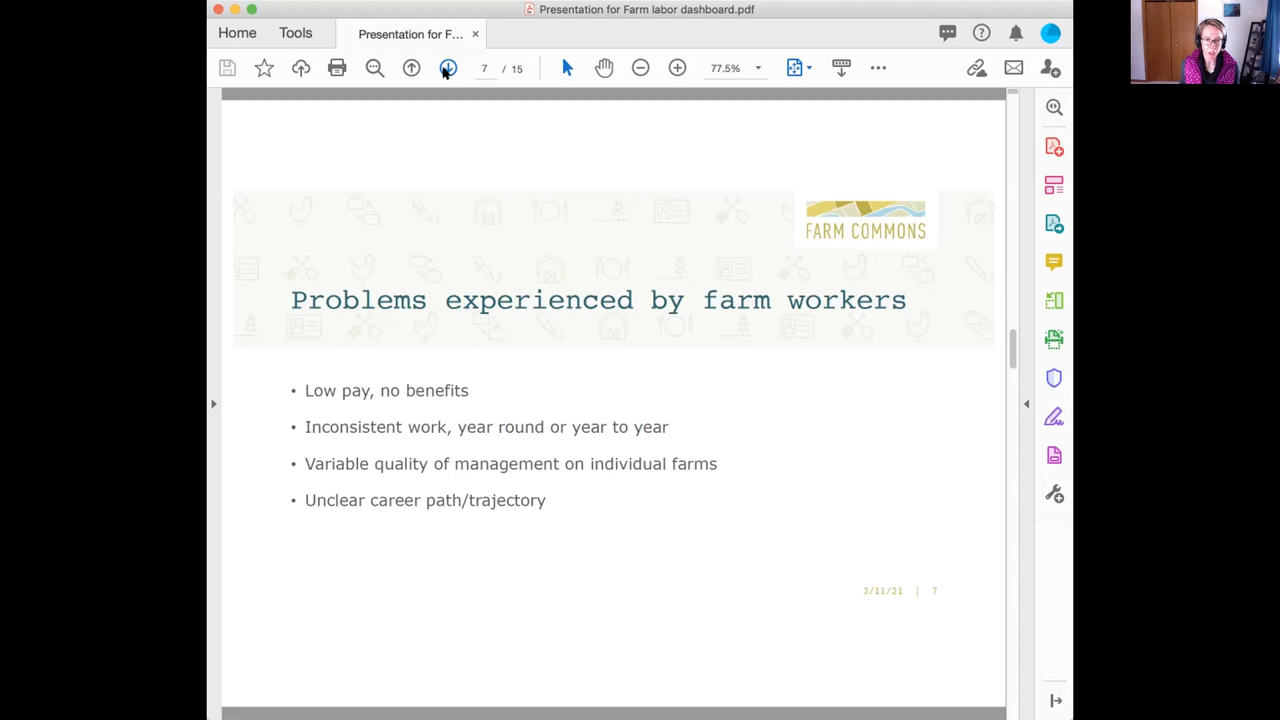 Presentation for Farm labor dashboard.pdf
Home
Tools
Presentation for F... ×
7 / 15
77.5%
FARM COMMONS
Problems experienced by farm workers
• Low pay, no benefits
• Inconsistent work, year round or year to year
• Variable quality of management on individual farms
• Unclear career path/trajectory
3/11/21 | 7